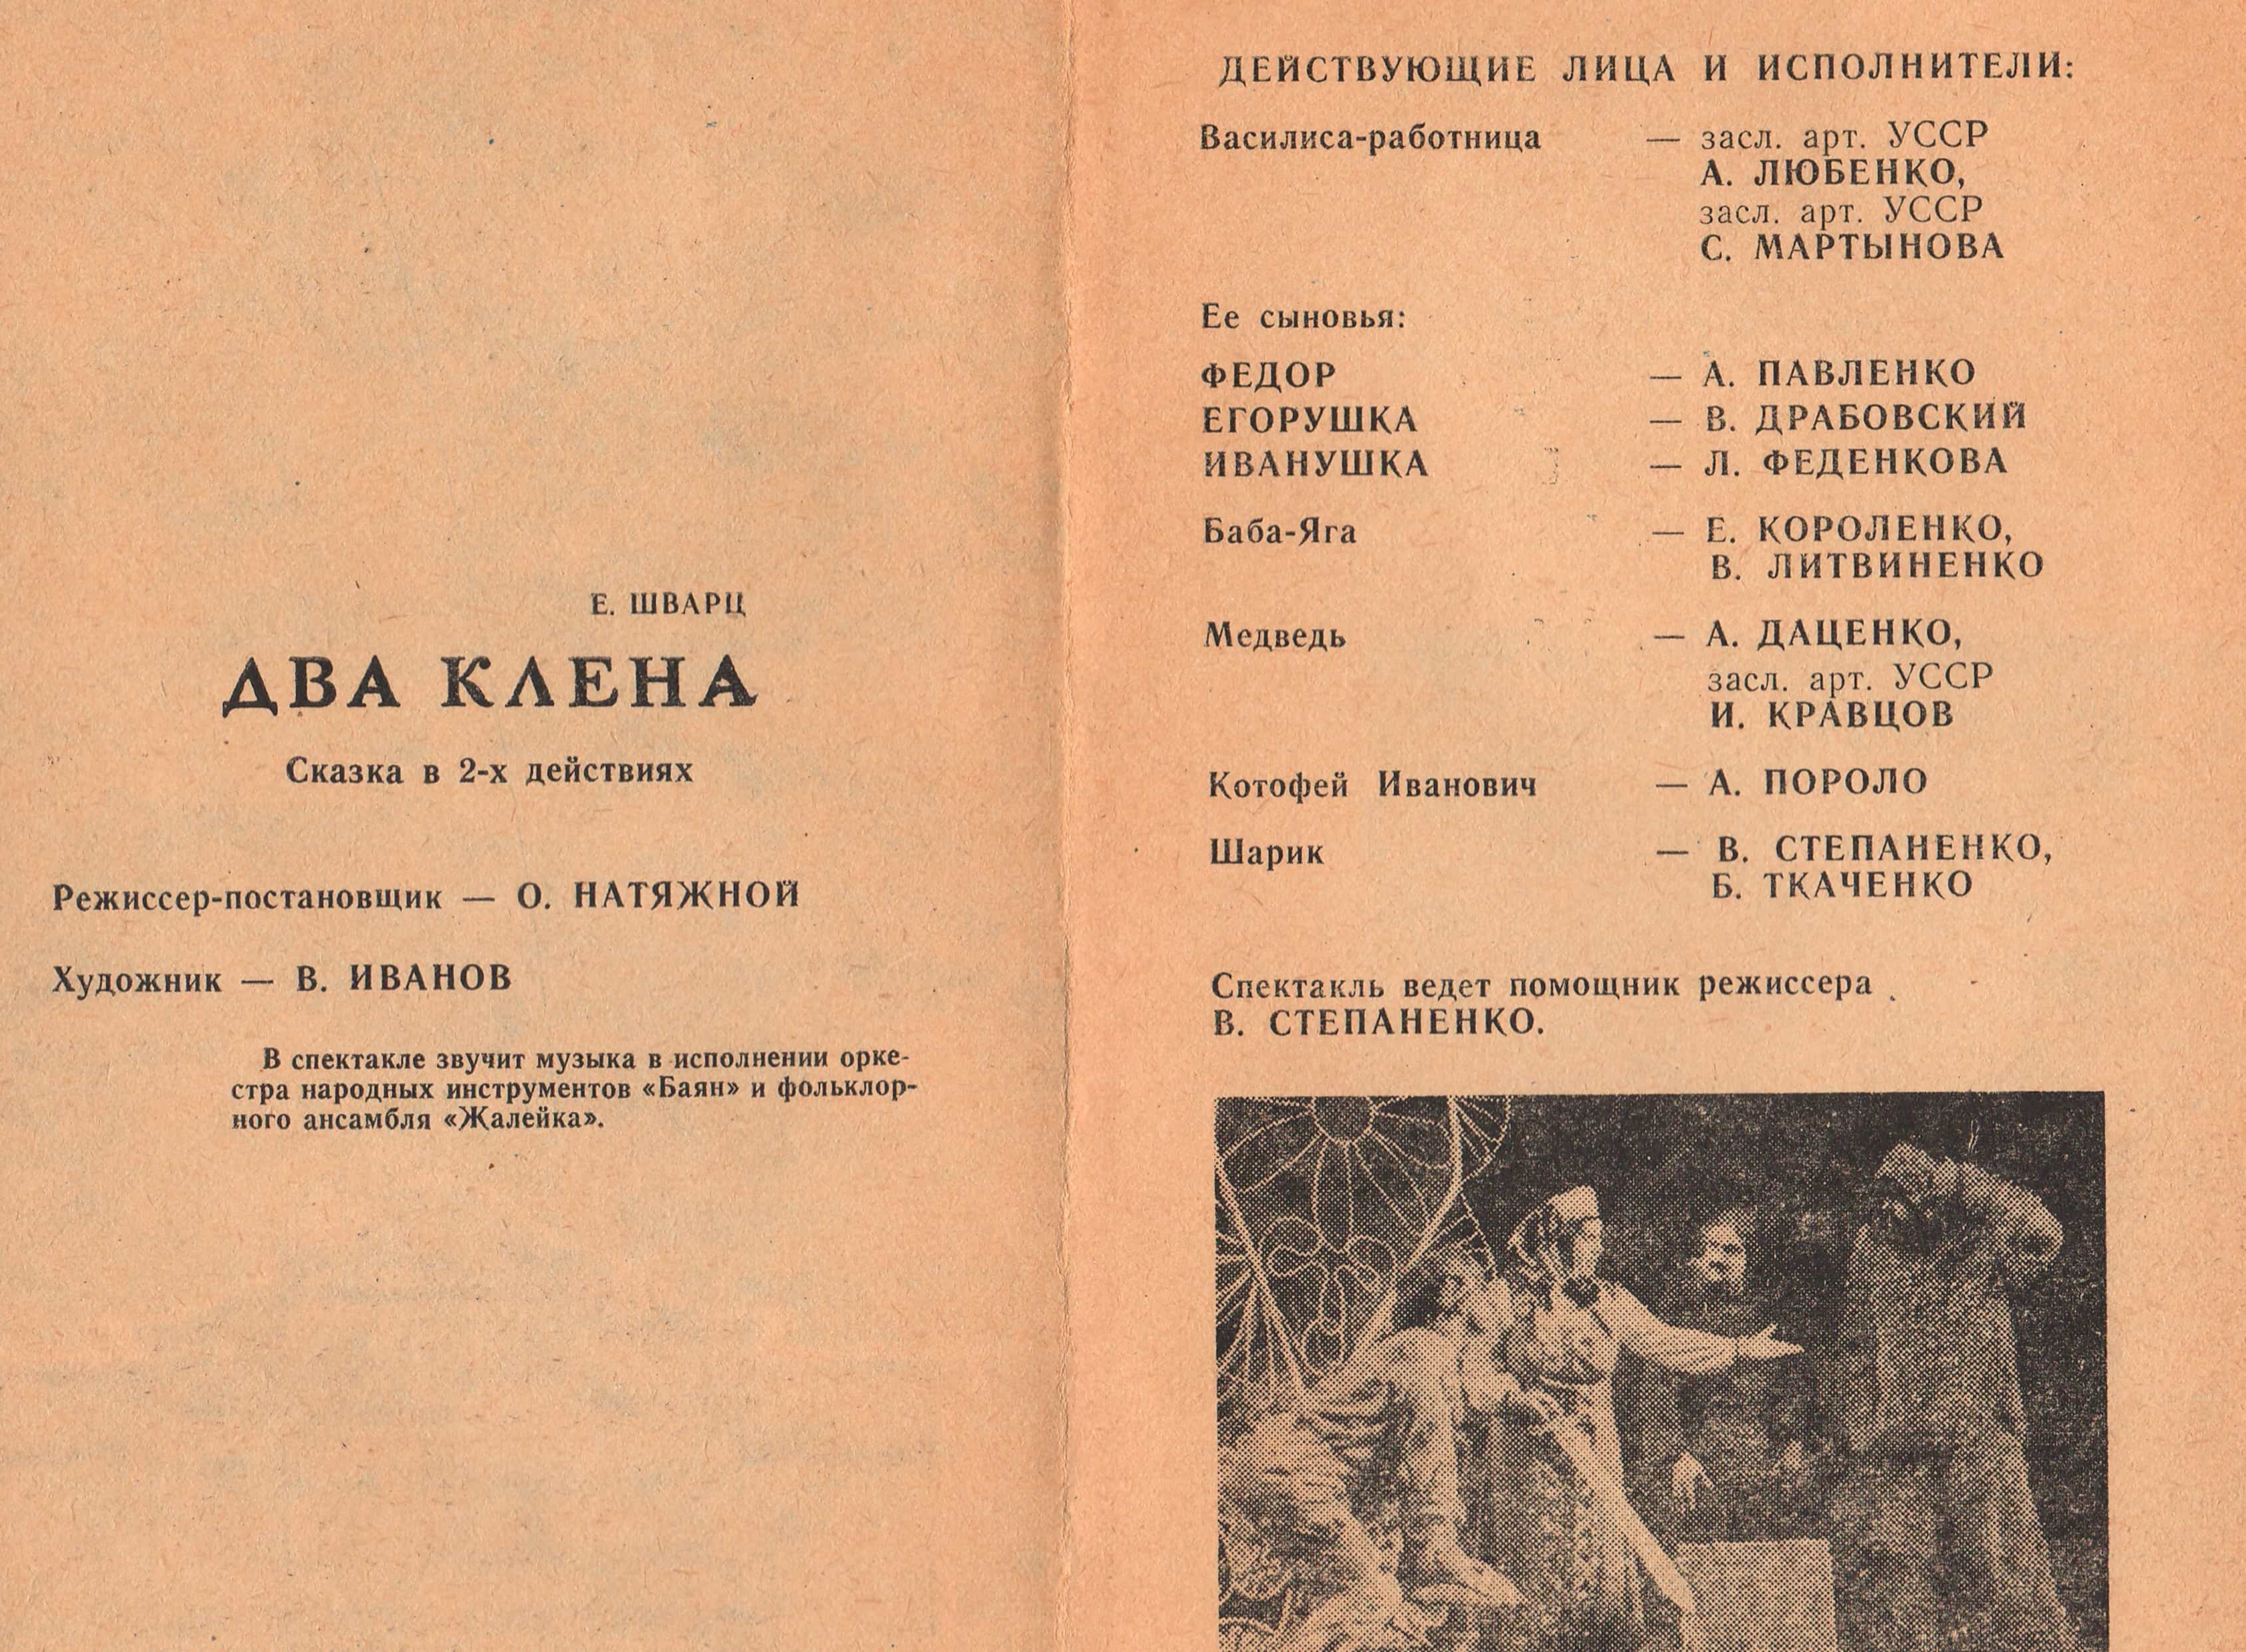 Е. ШВАРЦ
ДВА КЛЕНА
Сказка в 2-х действиях
Режиссер-постановщик — О. НАТЯЖНОЙ
Художник — В. ИВАНОВ
В спектакле звучит музыка в исполнении орке-
стра народных инструментов «Баян» и фольклор-
ного ансамбля «Жалейка».
ДЕЙСТВУЮЩИЕ ЛИЦА И ИСПОЛНИТЕЛИ:
Василиса-работница — засл. арт. УССР
А. ЛЮБЕНКО,
засл. арт. УССР
С. МАРТЫНОВА
Ее сыновья:
ФЕДОР — А. ПАВЛЕНКО
ЕГОРУШКА — В. ДРАБОВСКИЙ
ИВАНУШКА — Л. ФЕДЕНКОВА
Баба-Яга — Е. КОРОЛЕНКО,
В. ЛИТВИНЕНКО
Медведь — А. ДАЦЕНКО,
засл. арт. УССР
И. КРАВЦОВ
Котофей Иванович — А. ПОРОЛО
Шарик — В. СТЕПАНЕНКО,
Б. ТКАЧЕНКО
Спектакль ведет помощник режиссера
В. СТЕПАНЕНКО.